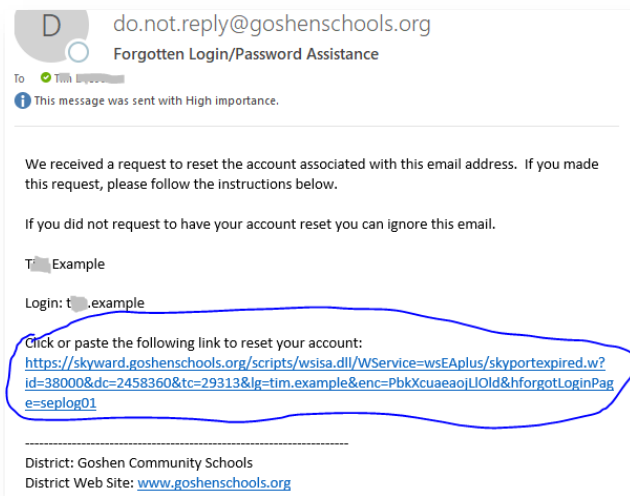 D
do.not.reply@goshenschools.org
Forgotten Login/Password Assistance
To
This message was sent with High importance.
We received a request to reset the account associated with this email address. If you made
this request, please follow the instructions below.
If you did not request to have your account reset you can ignore this email.
Example
Login: t .example
Click or paste the following link to reset your account:
https://skyward.goshenschools.org/scripts/wsisa.dll/WService=wsEAplus/skyportexpired.w?
id=38000&dc=2458360&tc=29313&lg=tim.example&enc=PbkXcuaeaojLlOld&hforgotLoginPag
e=seplog01
------------------------------------------------------------
District: Goshen Community Schools
District Web Site: www.goshenschools.org